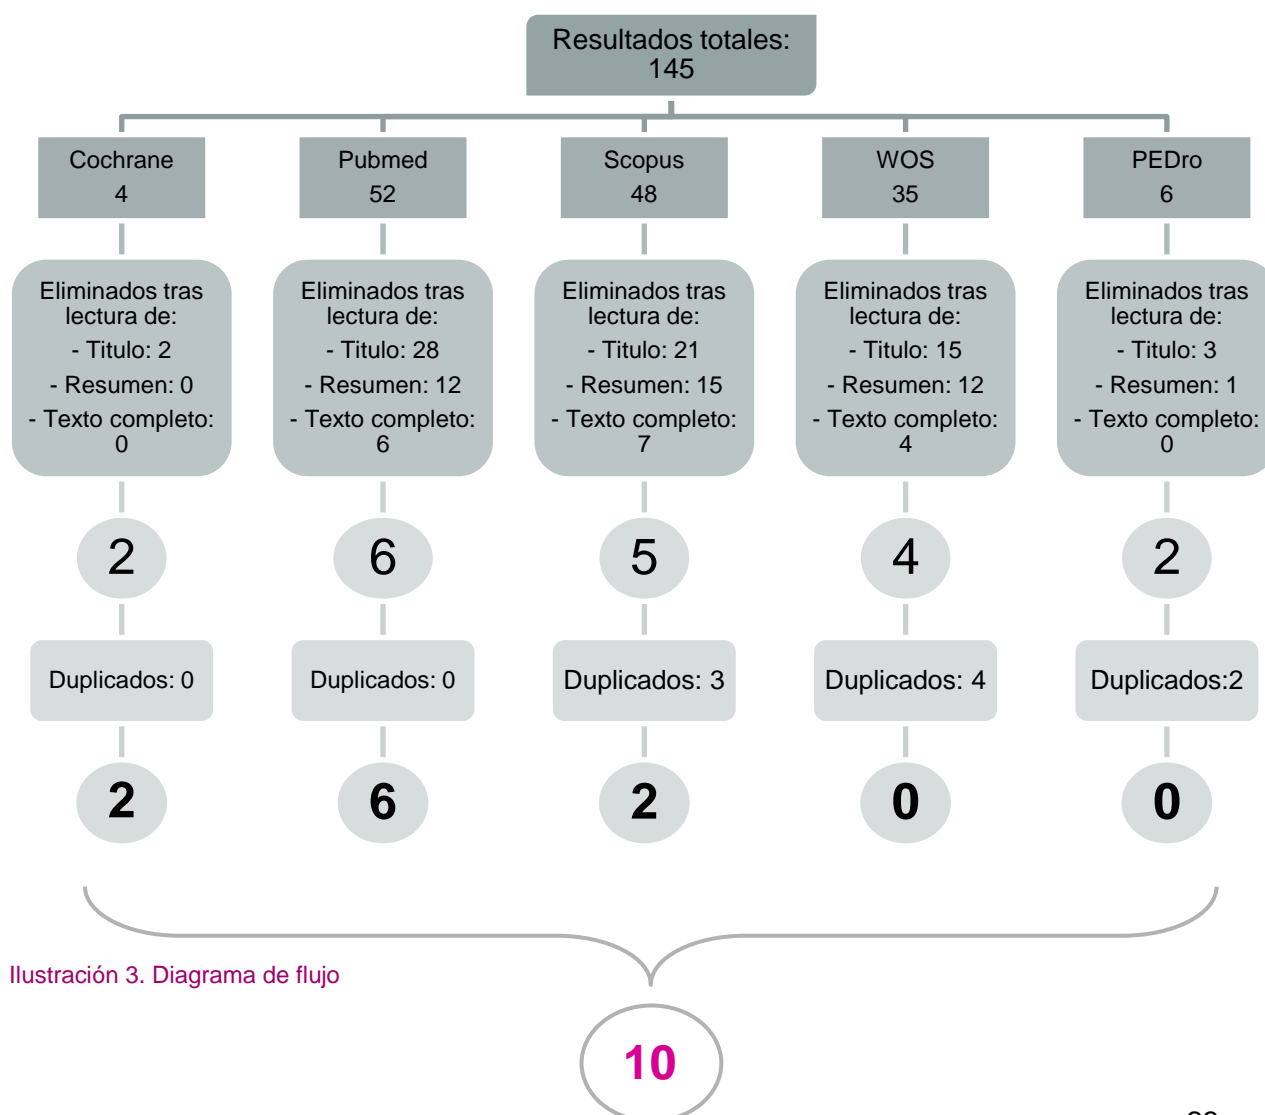 Resultados totales:
145
Cochrane
4
Pubmed
52
Scopus
48
WOS
35
PEDro
6
Eliminados tras
lectura de:
- Titulo: 2
- Resumen: 0
- Texto completo:
0
Eliminados tras
lectura de:
- Titulo: 28
- Resumen: 12
- Texto completo:
6
Eliminados tras
lectura de:
- Titulo: 21
- Resumen: 15
- Texto completo:
7
Eliminados tras
lectura de:
- Titulo: 15
- Resumen: 12
- Texto completo:
4
Eliminados tras
lectura de:
- Titulo: 3
- Resumen: 1
- Texto completo:
0
2
6
5
4
2
Duplicados: 0
Duplicados: 0
Duplicados: 3
Duplicados: 4
Duplicados:2
2
6
2
0
0
Ilustración 3. Diagrama de flujo
10